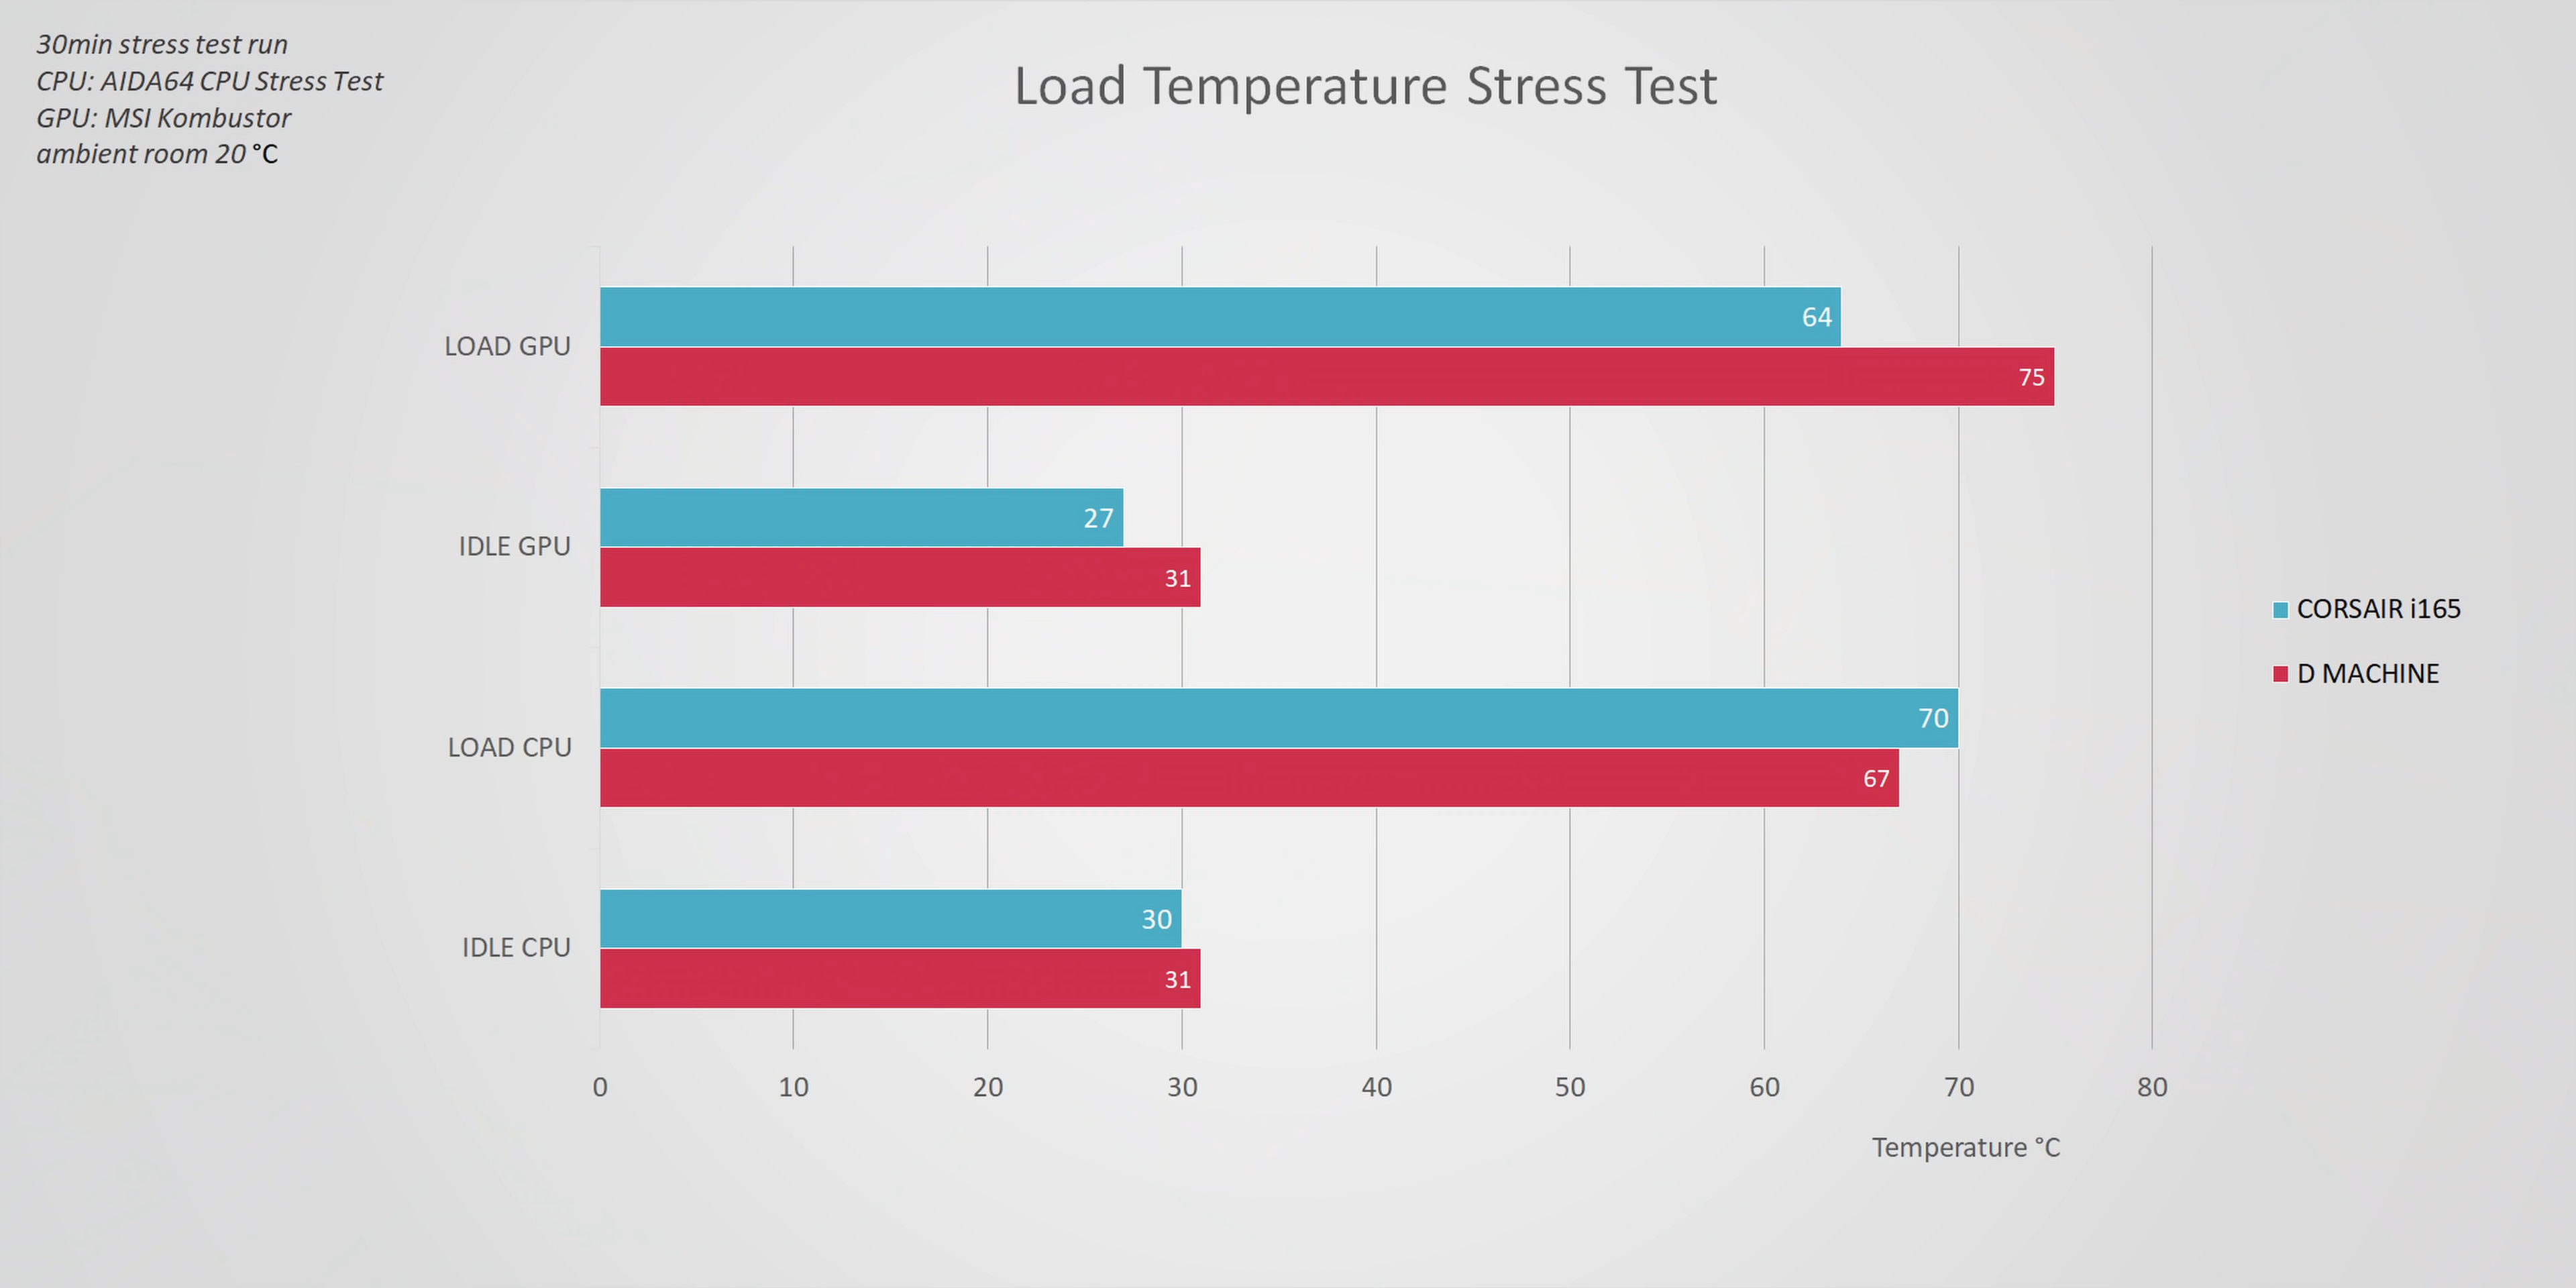 30min stress test run
CPU: AIDA64 CPU Stress Test
GPU: MSI Kombustor
ambient room 20 °C
Load Temperature Stress Test
LOAD GPU
64
75
IDLE GPU
27
31
LOAD CPU
70
67
IDLE CPU
30
31
0 10 20 30 40 50 60 70 80
Temperature °C
CORSAIR i165
D MACHINE